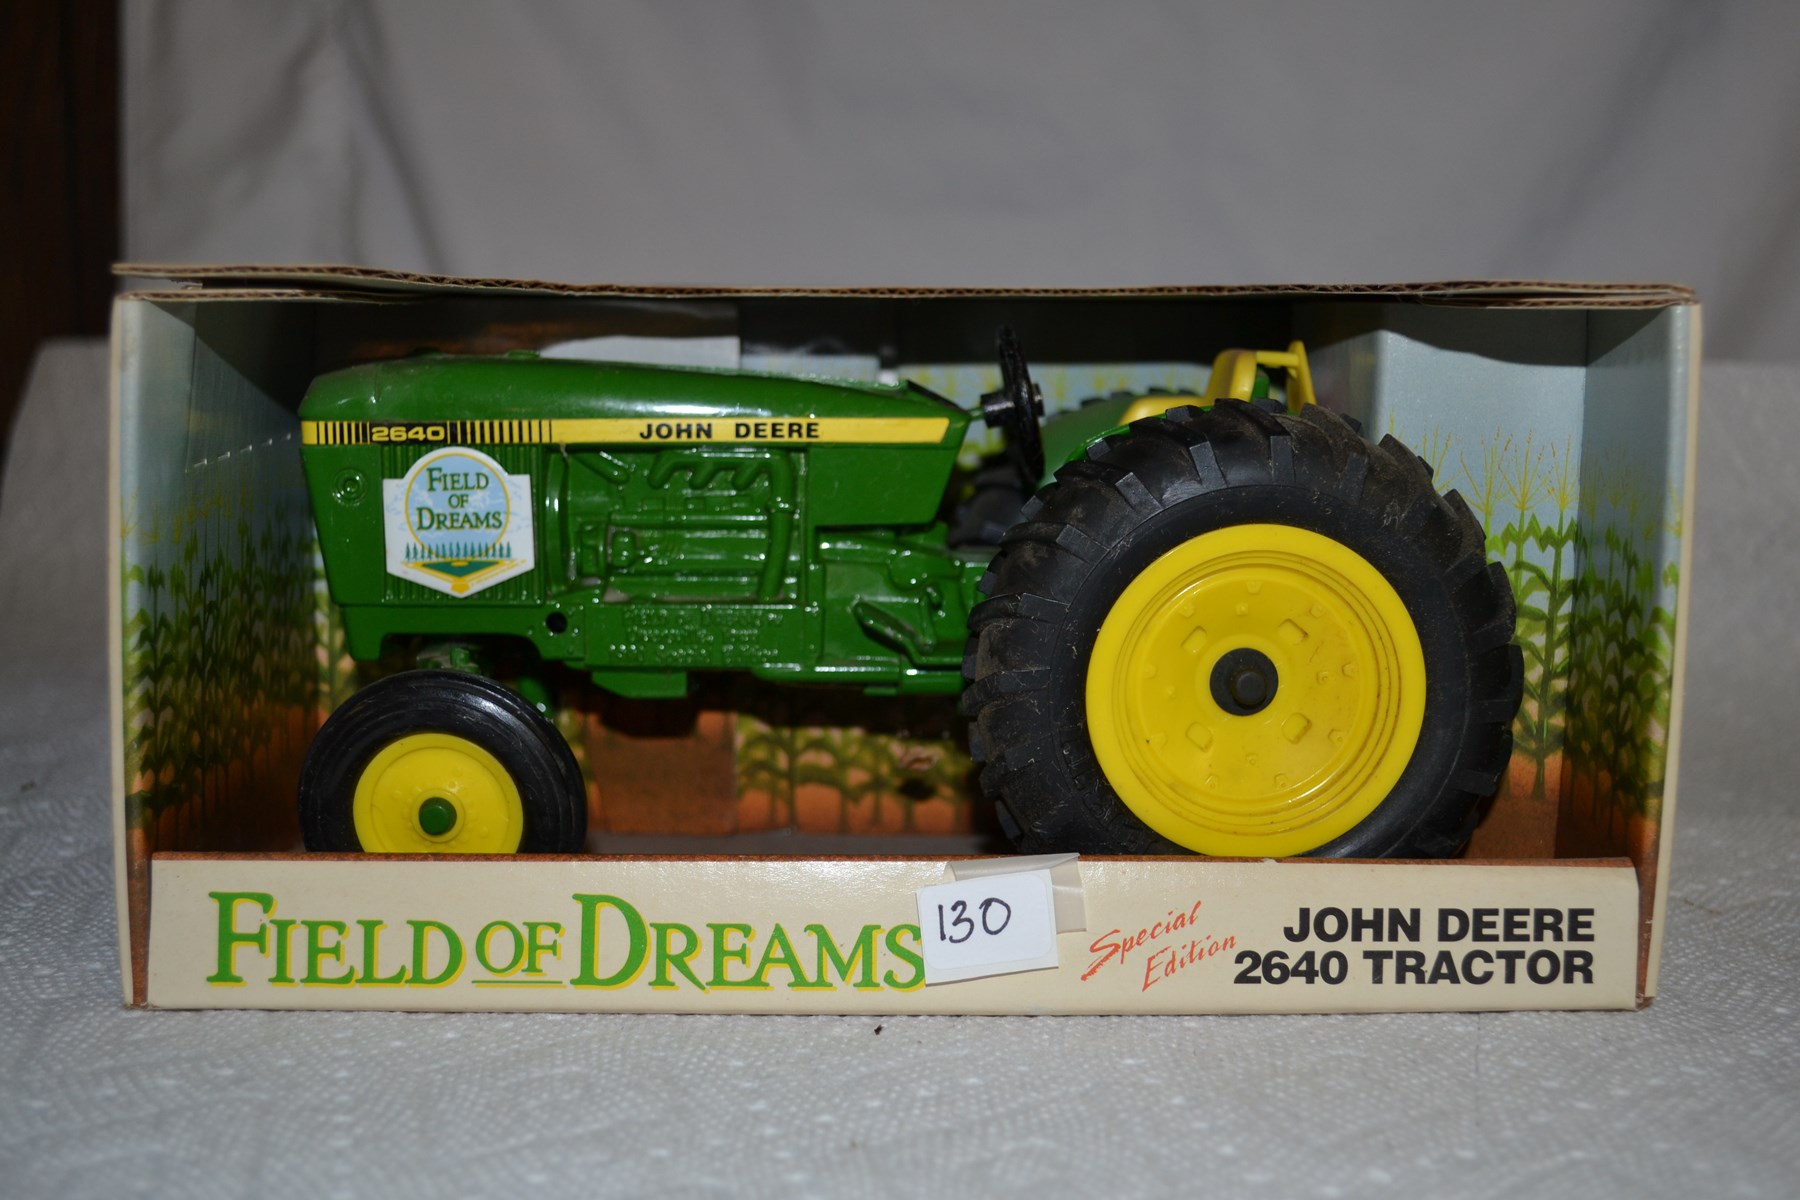 2640 JOHN DEERE
FIELD
OF
DREAMS
FIELD OF DREAMS
130
Special
Edition
JOHN DEERE
2640 TRACTOR